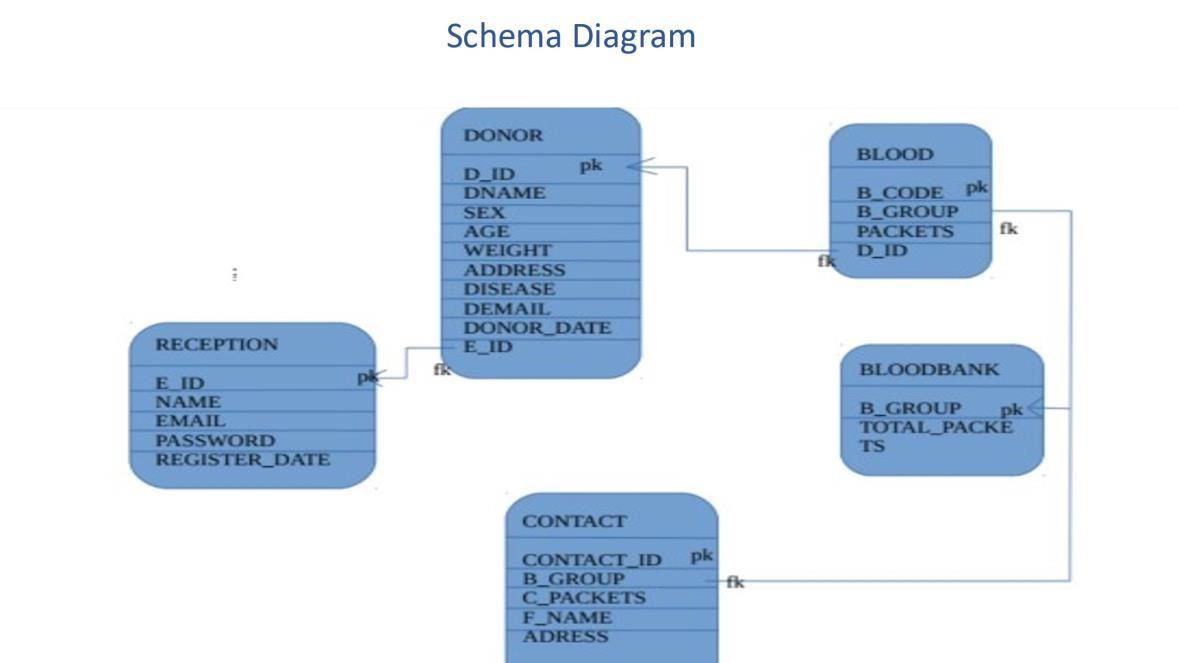 Schema Diagram
DONOR
D_ID pk
DNAME
SEX
AGE
WEIGHT
ADDRESS
DISEASE
DEMAIL
DONOR_DATE
E_ID
fk
BLOOD
B_CODE pk
B_GROUP
fk
PACKETS
D_ID
fk
RECEPTION
E_ID pk
NAME
EMAIL
PASSWORD
REGISTER_DATE
BLOODBANK
B_GROUP pk
TOTAL_PACKE
TS
CONTACT
CONTACT_ID pk
B_GROUP fk
C_PACKETS
F_NAME
ADRESS